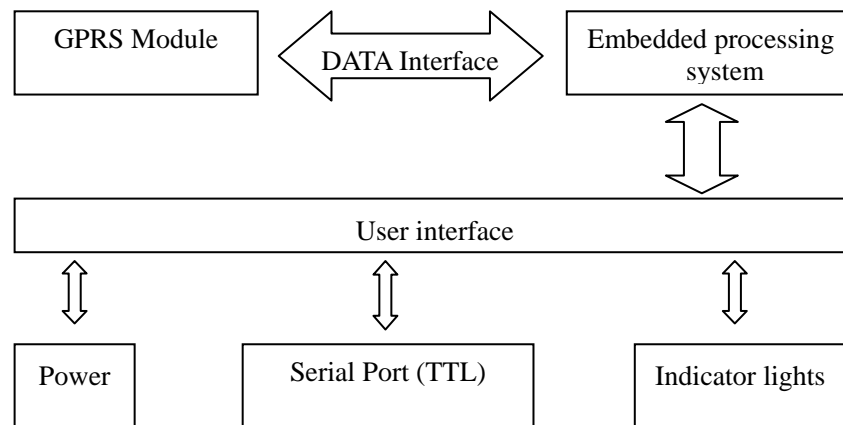 GPRS Module
DATA Interface
Embedded processing
system
User interface
Power
Serial Port (TTL)
Indicator lights